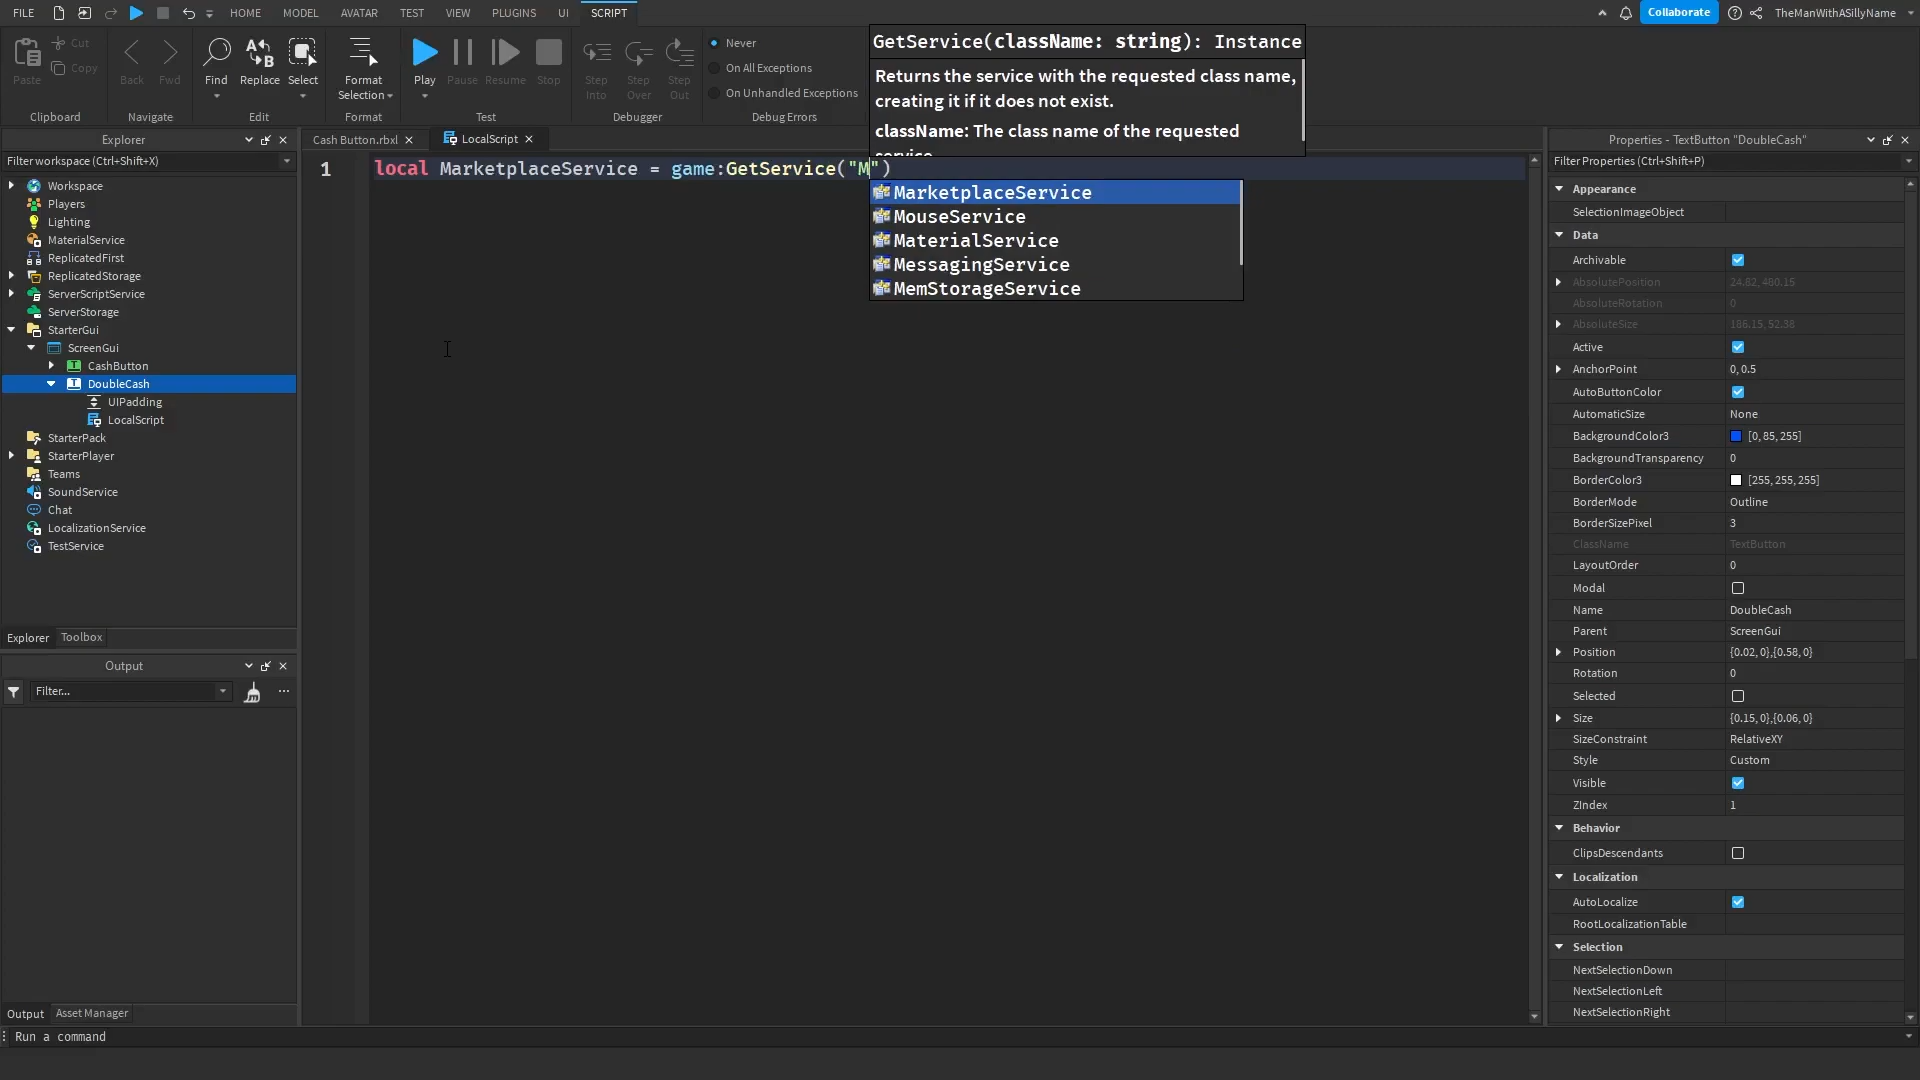 FILE HOME MODEL AVATAR TEST VIEW PLUGINS UI SCRIPT Collaborate TheManWithASillyName
Paste Cut Copy
Back Fwd
Find Replace Select
Format Selection
Play Pause Resume Stop
Step Into Step Over Step Out
Never
On All Exceptions
On Unhandled Exceptions
Clipboard Navigate Edit Format Test Debugger Debug Errors
GetService(className: string): Instance
Returns the service with the requested class name,
creating it if it does not exist.
className: The class name of the requested
service.
Explorer
Filter workspace (Ctrl+Shift+X)
Workspace
Players
Lighting
MaterialService
ReplicatedFirst
ReplicatedStorage
ServerScriptService
ServerStorage
StarterGui
ScreenGui
CashButton
DoubleCash
UIPadding
LocalScript
StarterPack
StarterPlayer
Teams
SoundService
Chat
LocalizationService
TestService
Explorer Toolbox
Output
Filter...
Output Asset Manager
Run a command
Cash Button.rbxl LocalScript
1 local MarketplaceService = game:GetService("M")
MarketplaceService
MouseService
MaterialService
MessagingService
MemStorageService
Properties - TextButton "DoubleCash"
Filter Properties (Ctrl+Shift+P)
Appearance
SelectionImageObject
Data
Archivable
AbsolutePosition 24.82, 480.15
AbsoluteRotation 0
AbsoluteSize 186.15, 52.38
Active
AnchorPoint 0, 0.5
AutoButtonColor
AutomaticSize None
BackgroundColor3 [0, 85, 255]
BackgroundTransparency 0
BorderColor3 [255, 255, 255]
BorderMode Outline
BorderSizePixel 3
ClassName TextButton
LayoutOrder 0
Modal
Name DoubleCash
Parent ScreenGui
Position {0.02, 0},{0.58, 0}
Rotation 0
Selected
Size {0.15, 0},{0.06, 0}
SizeConstraint RelativeXY
Style Custom
Visible
ZIndex 1
Behavior
ClipsDescendants
Localization
AutoLocalize
RootLocalizationTable
Selection
NextSelectionDown
NextSelectionLeft
NextSelectionRight